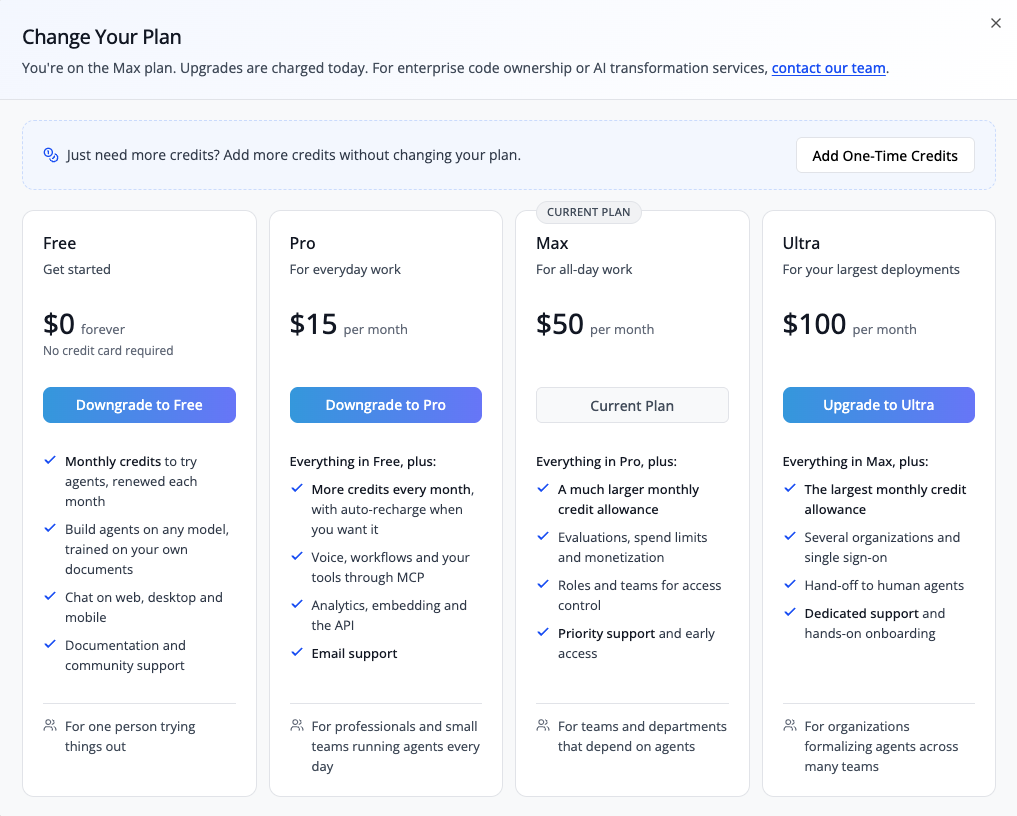 Change Your Plan
You're on the Max plan. Upgrades are charged today. For enterprise code ownership or AI transformation services, contact our team.
Just need more credits? Add more credits without changing your plan.
Add One-Time Credits
Free
Get started
$0 forever
No credit card required
Downgrade to Free
Monthly credits to try
agents, renewed each
month
Build agents on any model,
trained on your own
documents
Chat on web, desktop and
mobile
Documentation and
community support
For one person trying
things out
Pro
For everyday work
$15 per month
Downgrade to Pro
Everything in Free, plus:
More credits every month,
with auto-recharge when
you want it
Voice, workflows and your
tools through MCP
Analytics, embedding and
the API
Email support
For professionals and small
teams running agents every
day
CURRENT PLAN
Max
For all-day work
$50 per month
Current Plan
Everything in Pro, plus:
A much larger monthly
credit allowance
Evaluations, spend limits
and monetization
Roles and teams for access
control
Priority support and early
access
For teams and departments
that depend on agents
Ultra
For your largest deployments
$100 per month
Upgrade to Ultra
Everything in Max, plus:
The largest monthly credit
allowance
Several organizations and
single sign-on
Hand-off to human agents
Dedicated support and
hands-on onboarding
For organizations
formalizing agents across
many teams